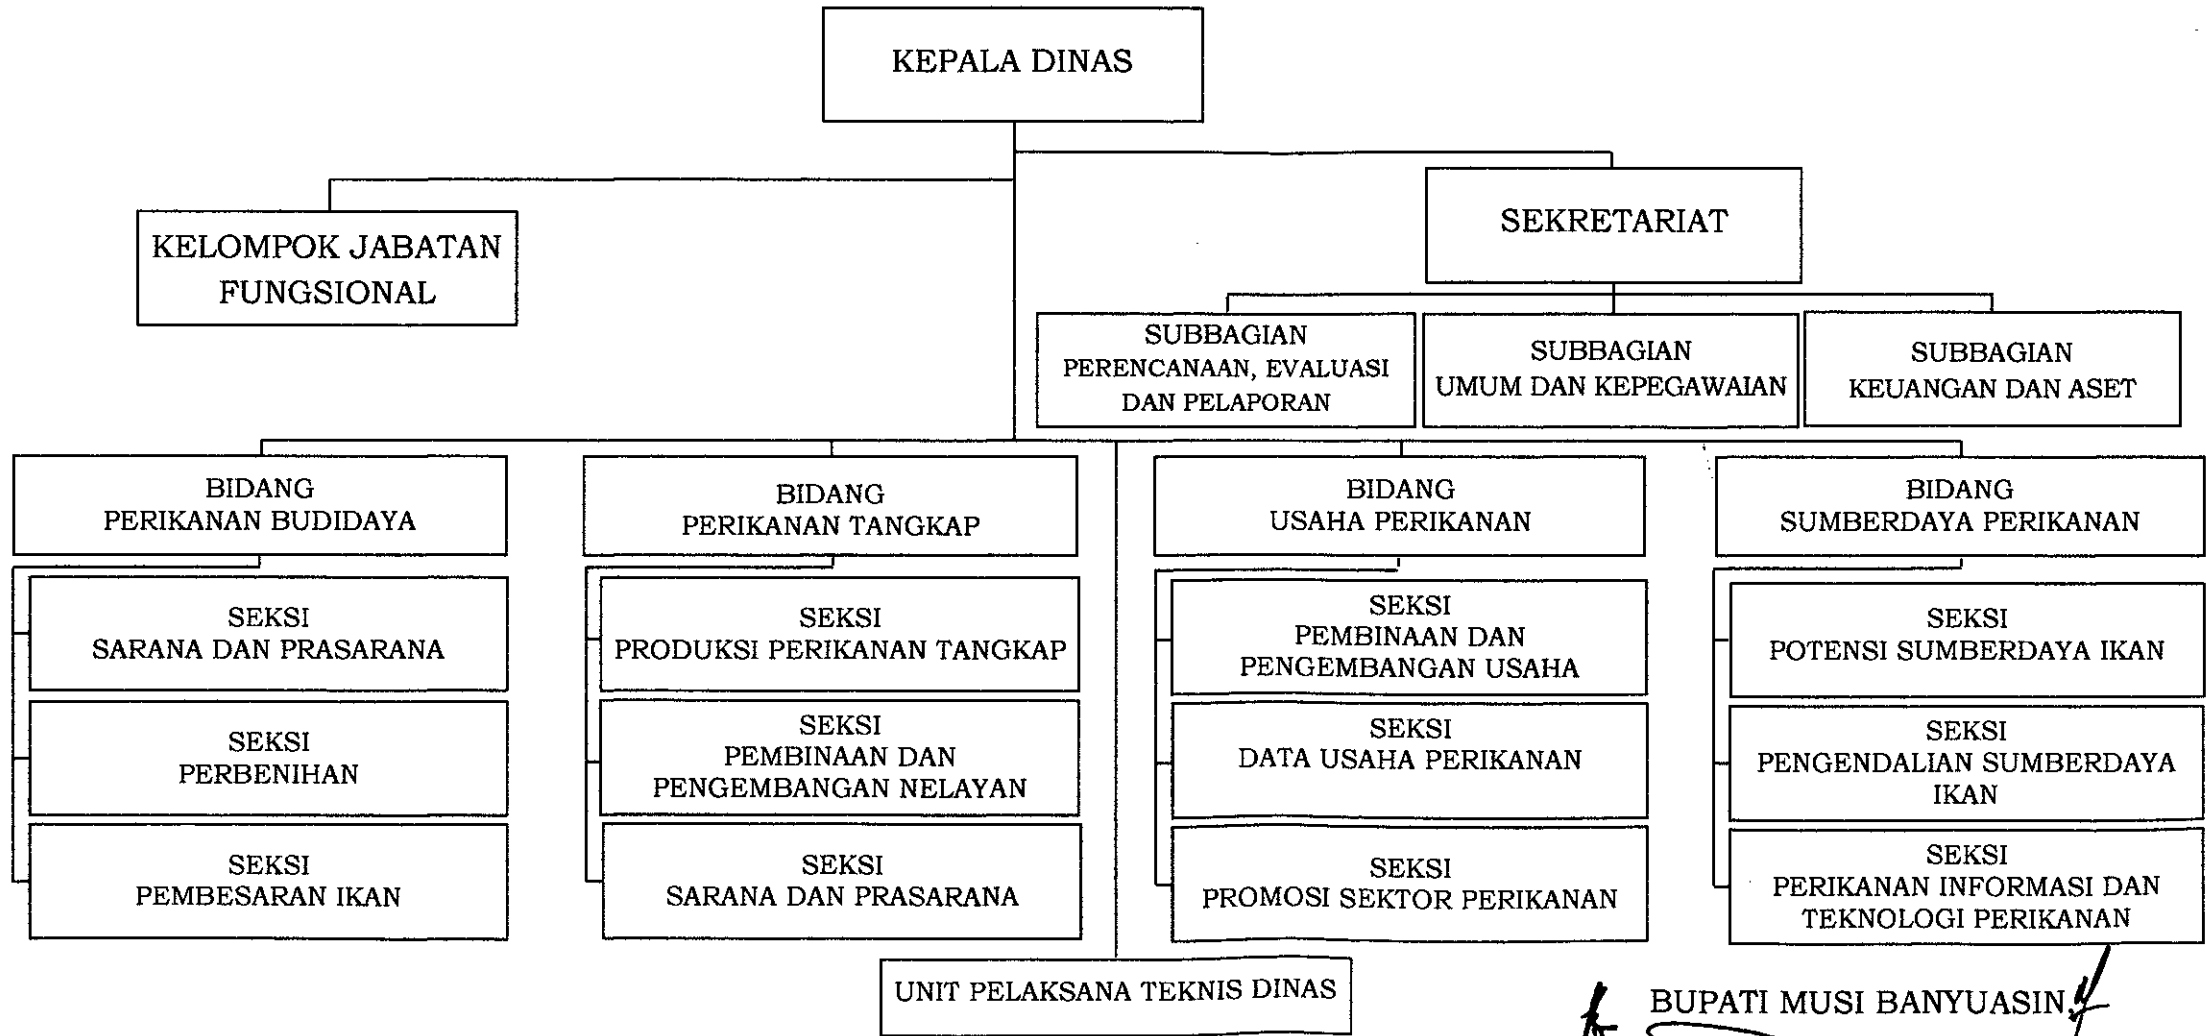 KEPALA DINAS
SEKRETARIAT
KELOMPOK JABATAN
FUNGSIONAL
SUBBAGIAN
PERENCANAAN, EVALUASI
DAN PELAPORAN
SUBBAGIAN
UMUM DAN KEPEGAWAIAN
SUBBAGIAN
KEUANGAN DAN ASET
BIDANG
PERIKANAN BUDIDAYA
BIDANG
PERIKANAN TANGKAP
BIDANG
USAHA PERIKANAN
BIDANG
SUMBERDAYA PERIKANAN
SEKSI
SARANA DAN PRASARANA
SEKSI
PRODUKSI PERIKANAN TANGKAP
SEKSI
PEMBINAAN DAN
PENGEMBANGAN USAHA
SEKSI
POTENSI SUMBERDAYA IKAN
SEKSI
PERBENIHAN
SEKSI
PEMBINAAN DAN
PENGEMBANGAN NELAYAN
SEKSI
DATA USAHA PERIKANAN
SEKSI
PENGENDALIAN SUMBERDAYA
IKAN
SEKSI
PEMBESARAN IKAN
SEKSI
SARANA DAN PRASARANA
SEKSI
PROMOSI SEKTOR PERIKANAN
SEKSI
PERIKANAN INFORMASI DAN
TEKNOLOGI PERIKANAN
UNIT PELAKSANA TEKNIS DINAS
BUPATI MUSI BANYUASIN